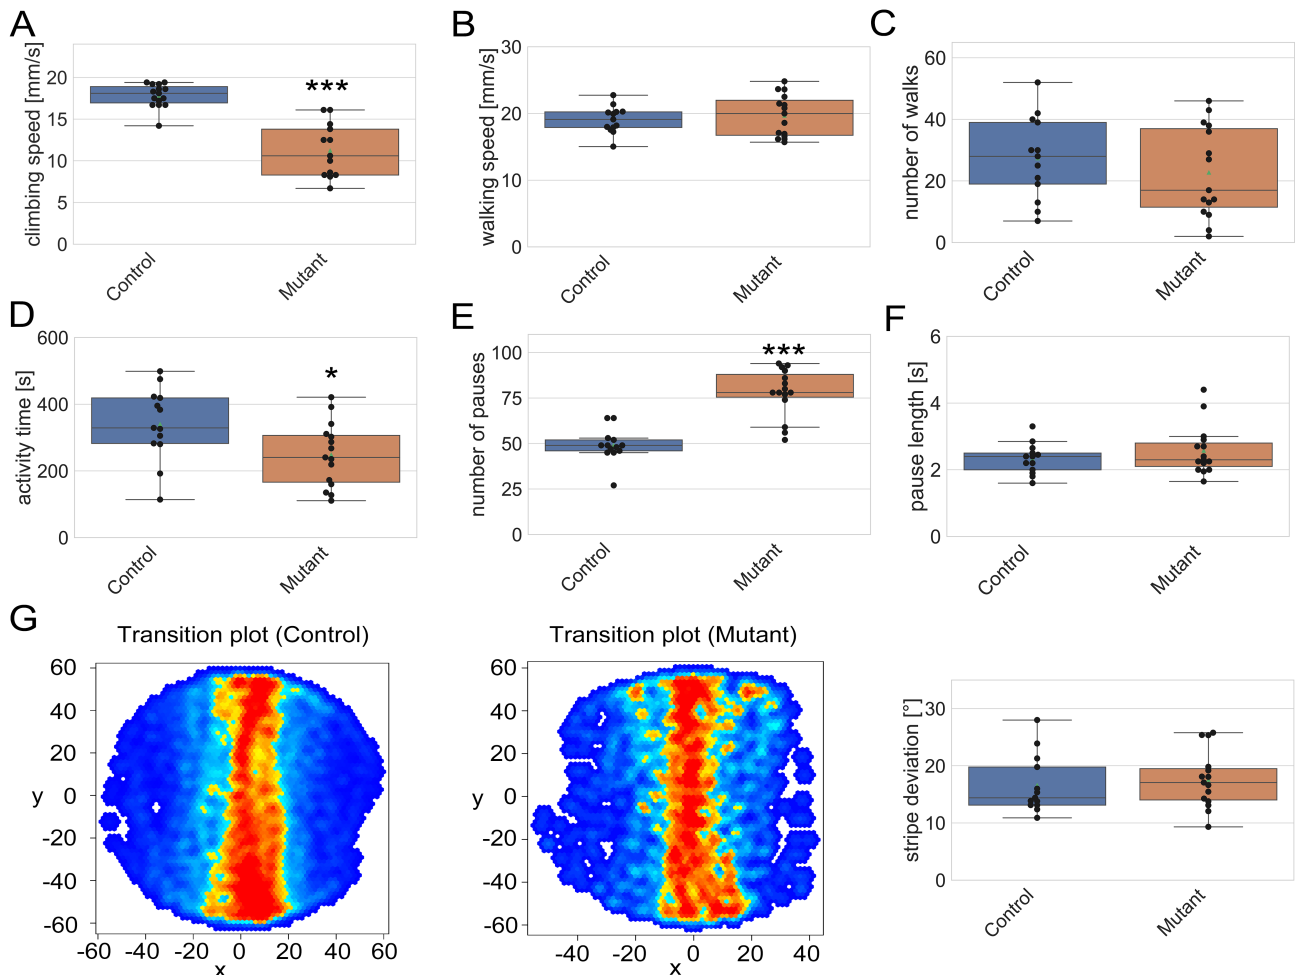 A
climbing speed [mm/s]
20
15
10
5
0
***
Control
Mutant
B
walking speed [mm/s]
30
20
10
0
Control
Mutant
C
number of walks
60
40
20
0
Control
Mutant
D
activity time [s]
600
400
200
0
*
Control
Mutant
E
number of pauses
100
75
50
25
0
***
Control
Mutant
F
pause length [s]
6
4
2
0
Control
Mutant
G
Transition plot (Control)
y
60
40
20
0
-20
-40
-60
-60 -40 -20 0 20 40 60
x
Transition plot (Mutant)
y
60
40
20
0
-20
-40
-60
-40 -20 0 20 40
x
stripe deviation [°]
30
20
10
0
Control
Mutant